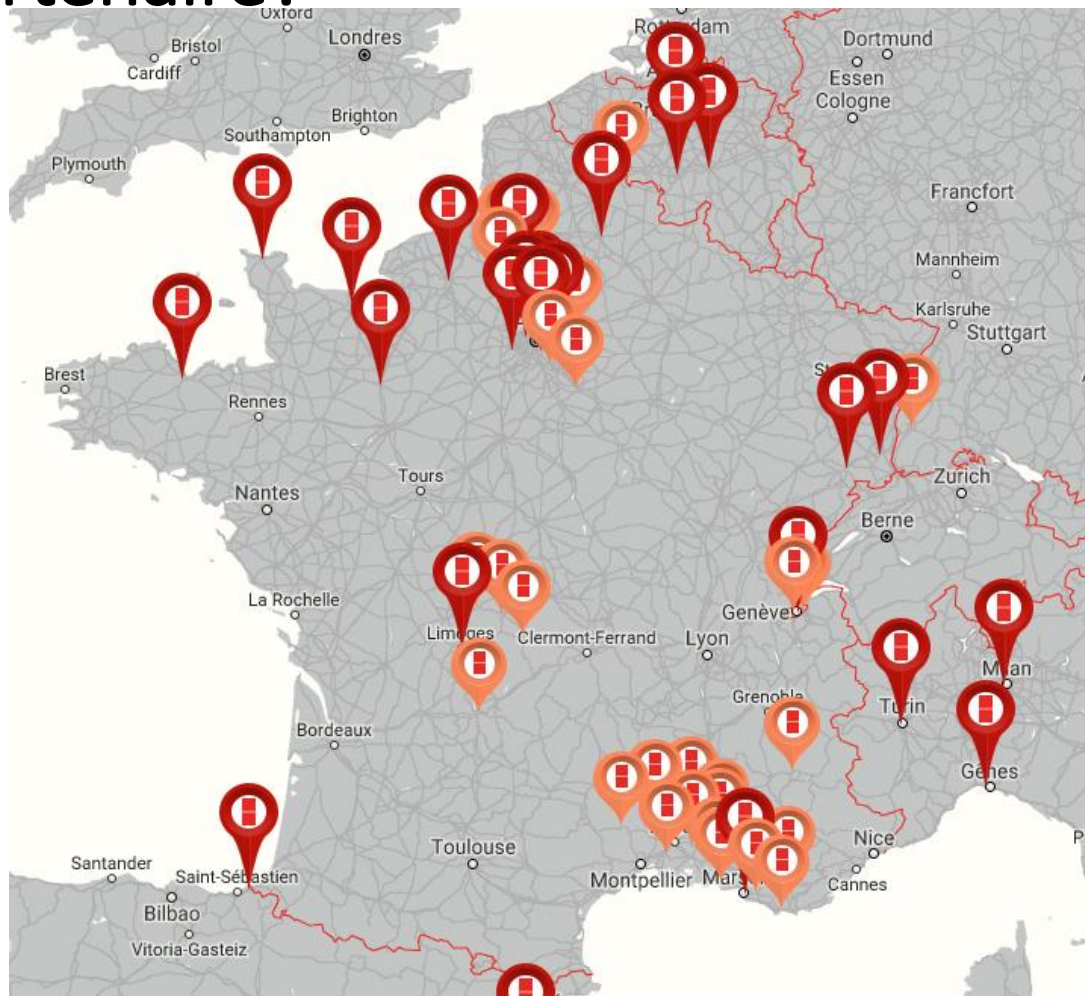 Oxford
Londres
Bristol
Cardiff
Brighton
Southampton
Plymouth
Dortmund
Essen
Cologne
Francfort
Mannheim
Karlsruhe
Stuttgart
Brest
Rennes
Tours
Nantes
Zurich
Berne
La Rochelle
Genève
Limoges
Clermont-Ferrand
Lyon
Milan
Grenoble
Turin
Bordeaux
Gênes
Toulouse
Nice
Santander
Saint-Sébastien
Montpellier
Cannes
Bilbao
Vitoria-Gasteiz